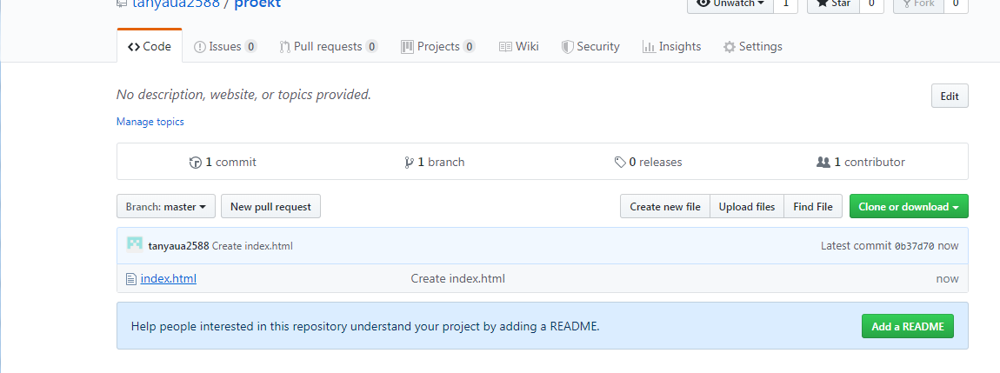 tanyaua2588 / proekt Unwatch 1 Star 0 Fork 0
Code Issues 0 Pull requests 0 Projects 0 Wiki Security Insights Settings
No description, website, or topics provided. Edit
Manage topics
1 commit 1 branch 0 releases 1 contributor
Branch: master New pull request Create new file Upload files Find File Clone or download
tanyaua2588 Create index.html Latest commit 0b37d70 now
index.html Create index.html now
Help people interested in this repository understand your project by adding a README. Add a README